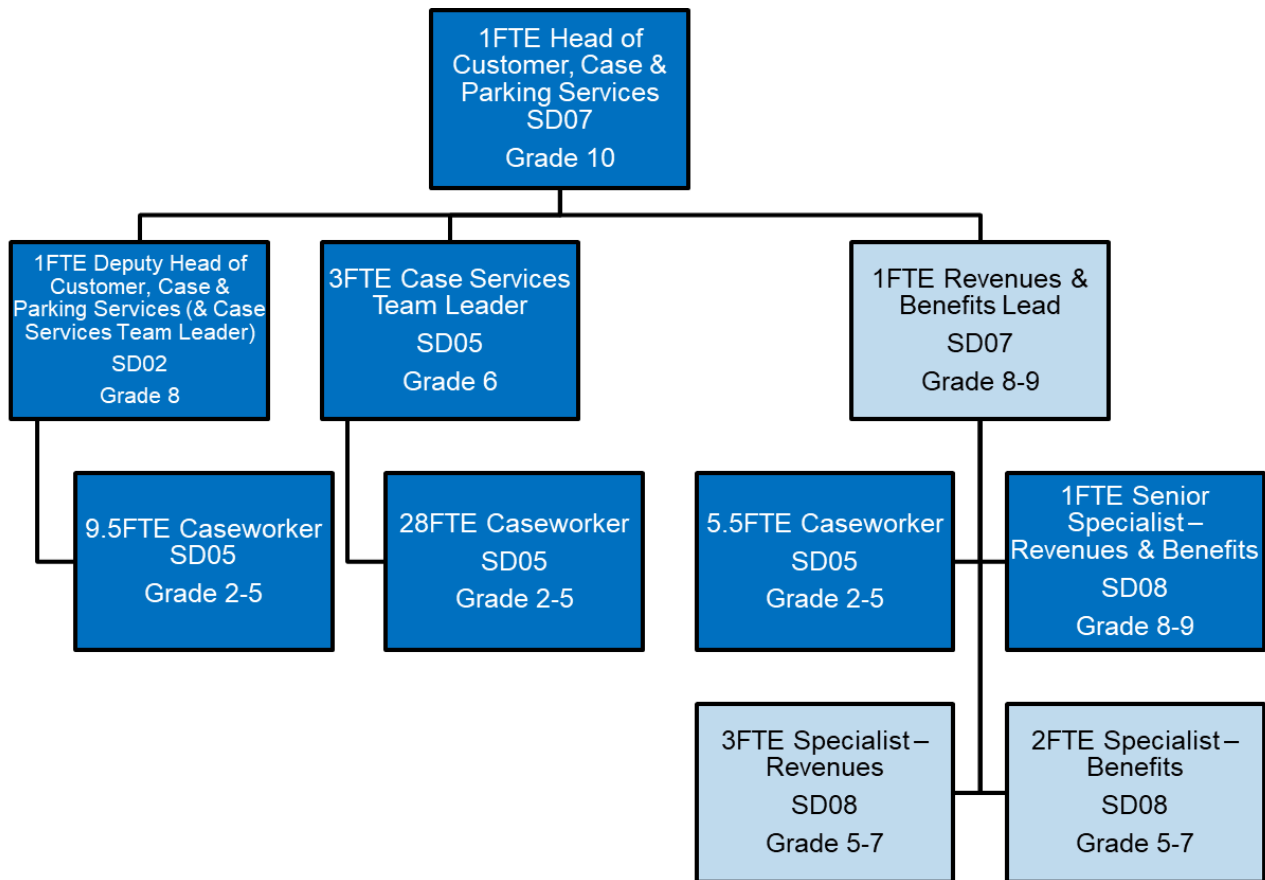 1FTE Head of
Customer, Case &
Parking Services
SD07
Grade 10
1FTE Deputy Head of
Customer, Case &
Parking Services (& Case
Services Team Leader)
SD02
Grade 8
3FTE Case Services
Team Leader
SD05
Grade 6
1FTE Revenues &
Benefits Lead
SD07
Grade 8-9
9.5FTE Caseworker
SD05
Grade 2-5
28FTE Caseworker
SD05
Grade 2-5
5.5FTE Caseworker
SD05
Grade 2-5
1FTE Senior
Specialist –
Revenues & Benefits
SD08
Grade 8-9
3FTE Specialist –
Revenues
SD08
Grade 5-7
2FTE Specialist –
Benefits
SD08
Grade 5-7